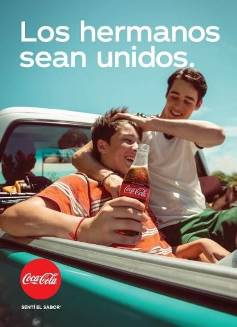 Los hermanos
sean unidos.
Coca-Cola
Coca-Cola
SENTÍ EL SABOR